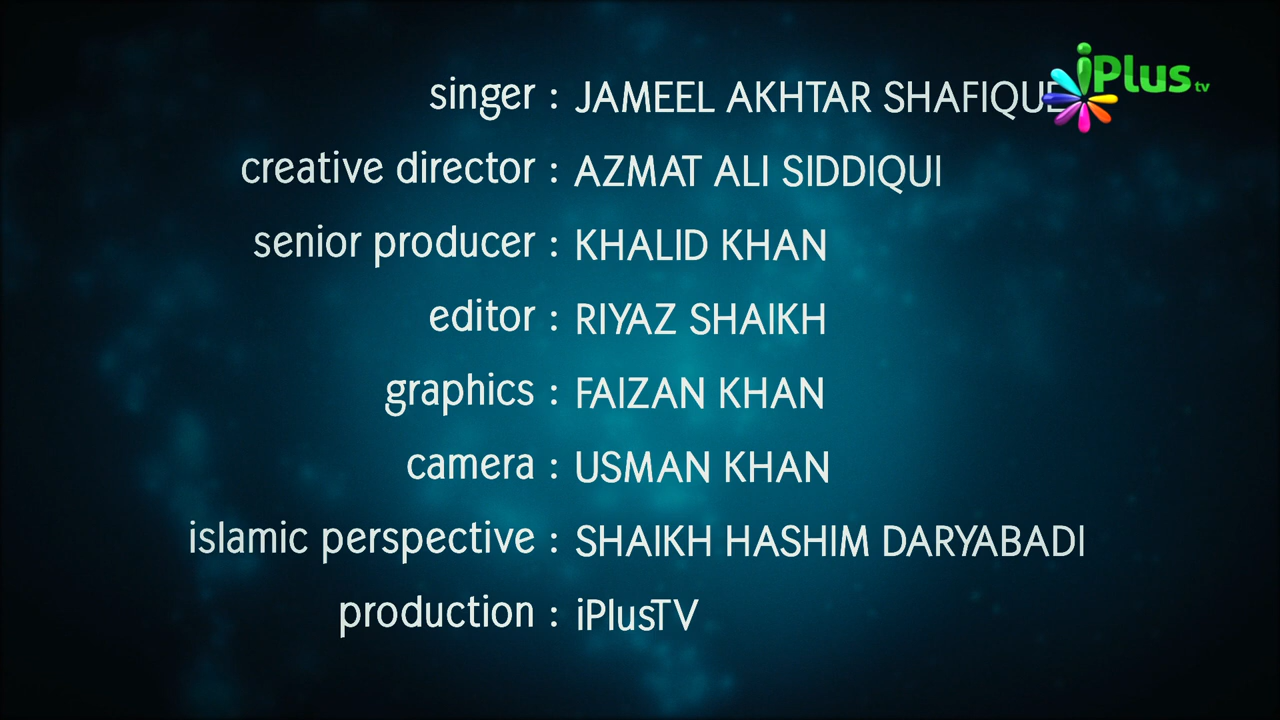 singer : JAMEEL AKHTAR SHAFIQUE
iPlus tv
creative director : AZMAT ALI SIDDIQUI
senior producer : KHALID KHAN
editor : RIYAZ SHAIKH
graphics : FAIZAN KHAN
camera : USMAN KHAN
islamic perspective : SHAIKH HASHIM DARYABADI
production : iPlusTV